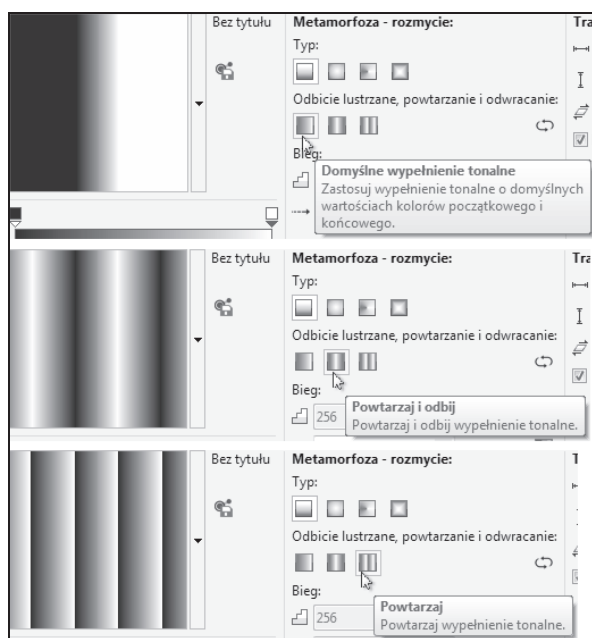 Bez tytułu
Metamorfoza - rozmycie:
Tra
Typ:
Odbicie lustrzane, powtarzanie i odwracanie:
Bieg:
Domyślne wypełnienie tonalne
Zastosuj wypełnienie tonalne o domyślnych
wartościach kolorów początkowego i
końcowego.
Bez tytułu
Metamorfoza - rozmycie:
Tra
Typ:
Odbicie lustrzane, powtarzanie i odwracanie:
Bieg:
256
Powtarzaj i odbij
Powtarzaj i odbij wypełnienie tonalne.
Bez tytułu
Metamorfoza - rozmycie:
Typ:
Odbicie lustrzane, powtarzanie i odwracanie:
Bieg:
256
Powtarzaj
Powtarzaj wypełnienie tonalne.